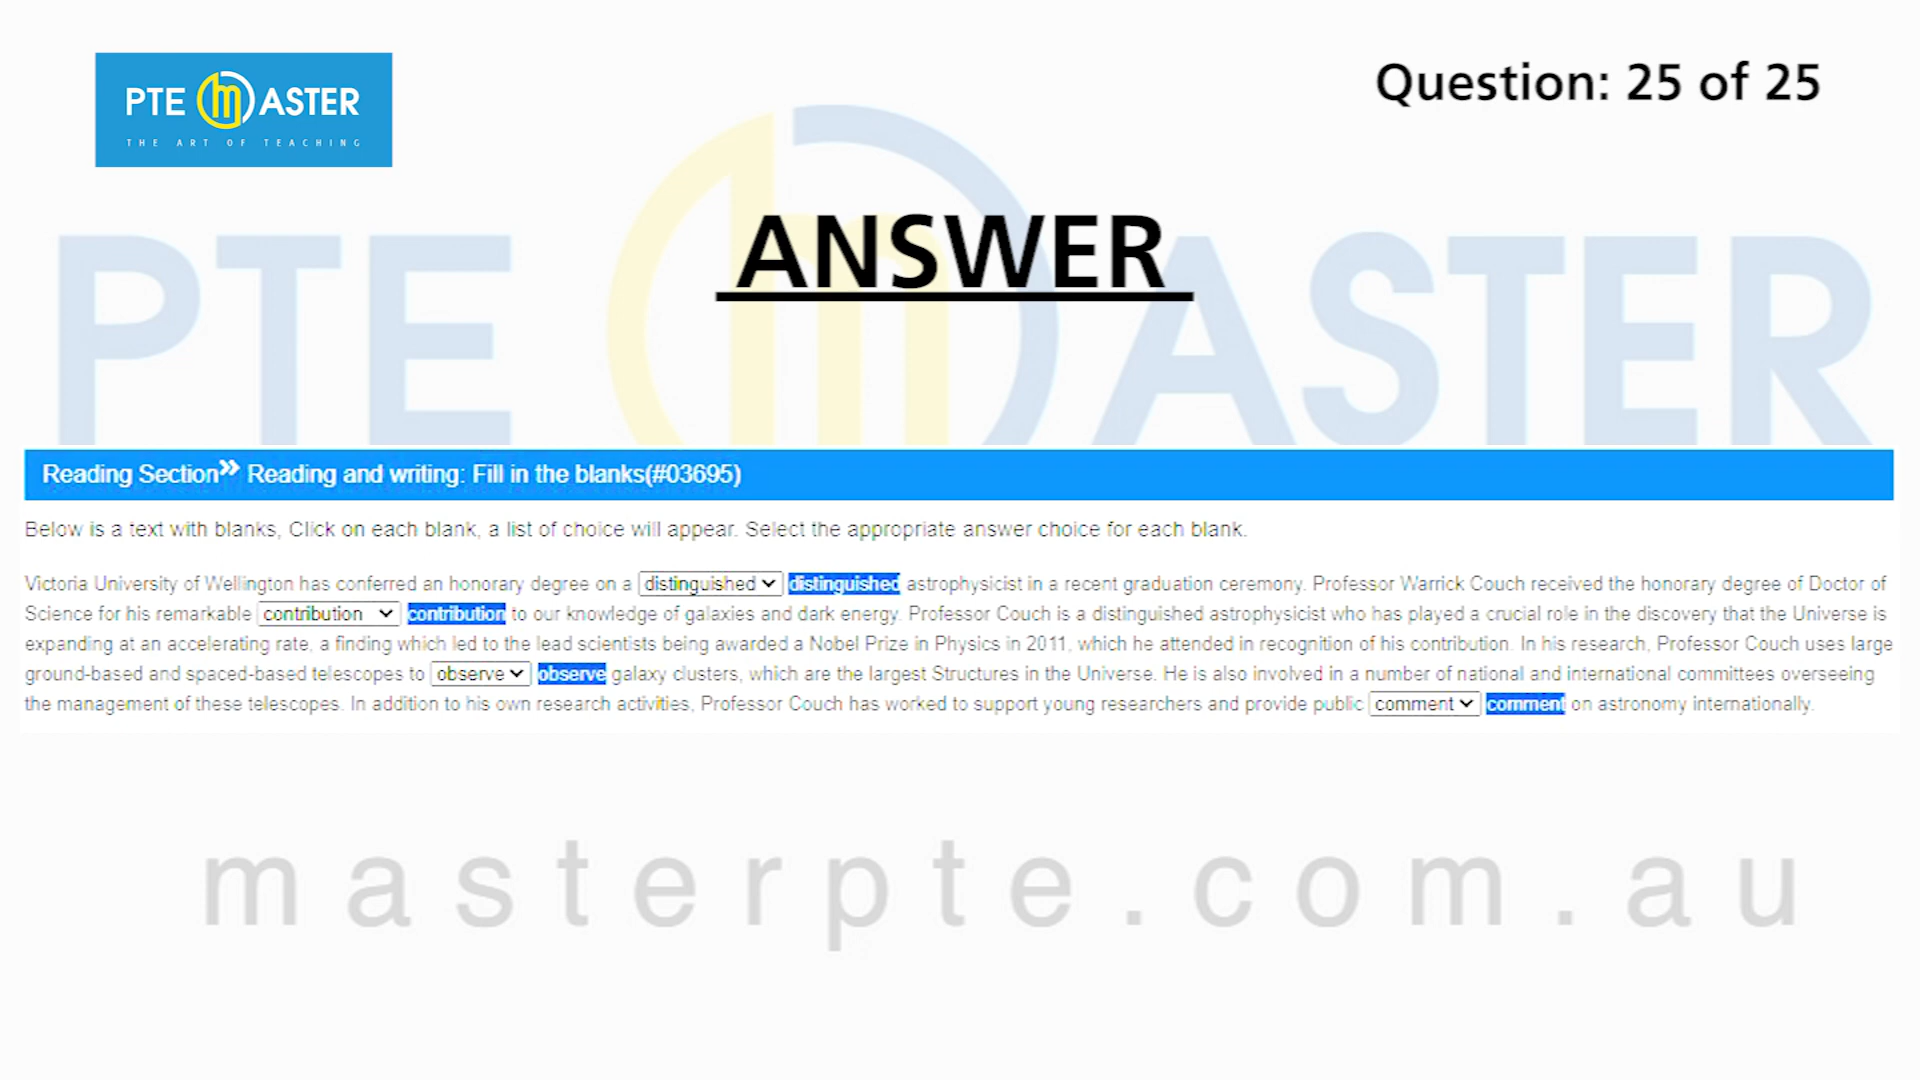 PTE MASTER
THE ART OF TEACHING
Question: 25 of 25
PTE MASTER
ANSWER
Reading Section» Reading and writing: Fill in the blanks(#03695)
Below is a text with blanks, Click on each blank, a list of choice will appear. Select the appropriate answer choice for each blank.
Victoria University of Wellington has conferred an honorary degree on a distinguished distinguished astrophysicist in a recent graduation ceremony. Professor Warrick Couch received the honorary degree of Doctor of
Science for his remarkable contribution contribution to our knowledge of galaxies and dark energy. Professor Couch is a distinguished astrophysicist who has played a crucial role in the discovery that the Universe is
expanding at an accelerating rate, a finding which led to the lead scientists being awarded a Nobel Prize in Physics in 2011, which he attended in recognition of his contribution. In his research, Professor Couch uses large
ground-based and spaced-based telescopes to observe observe galaxy clusters, which are the largest Structures in the Universe. He is also involved in a number of national and international committees overseeing
the management of these telescopes. In addition to his own research activities, Professor Couch has worked to support young researchers and provide public comment comment on astronomy internationally.
masterpte.com.au